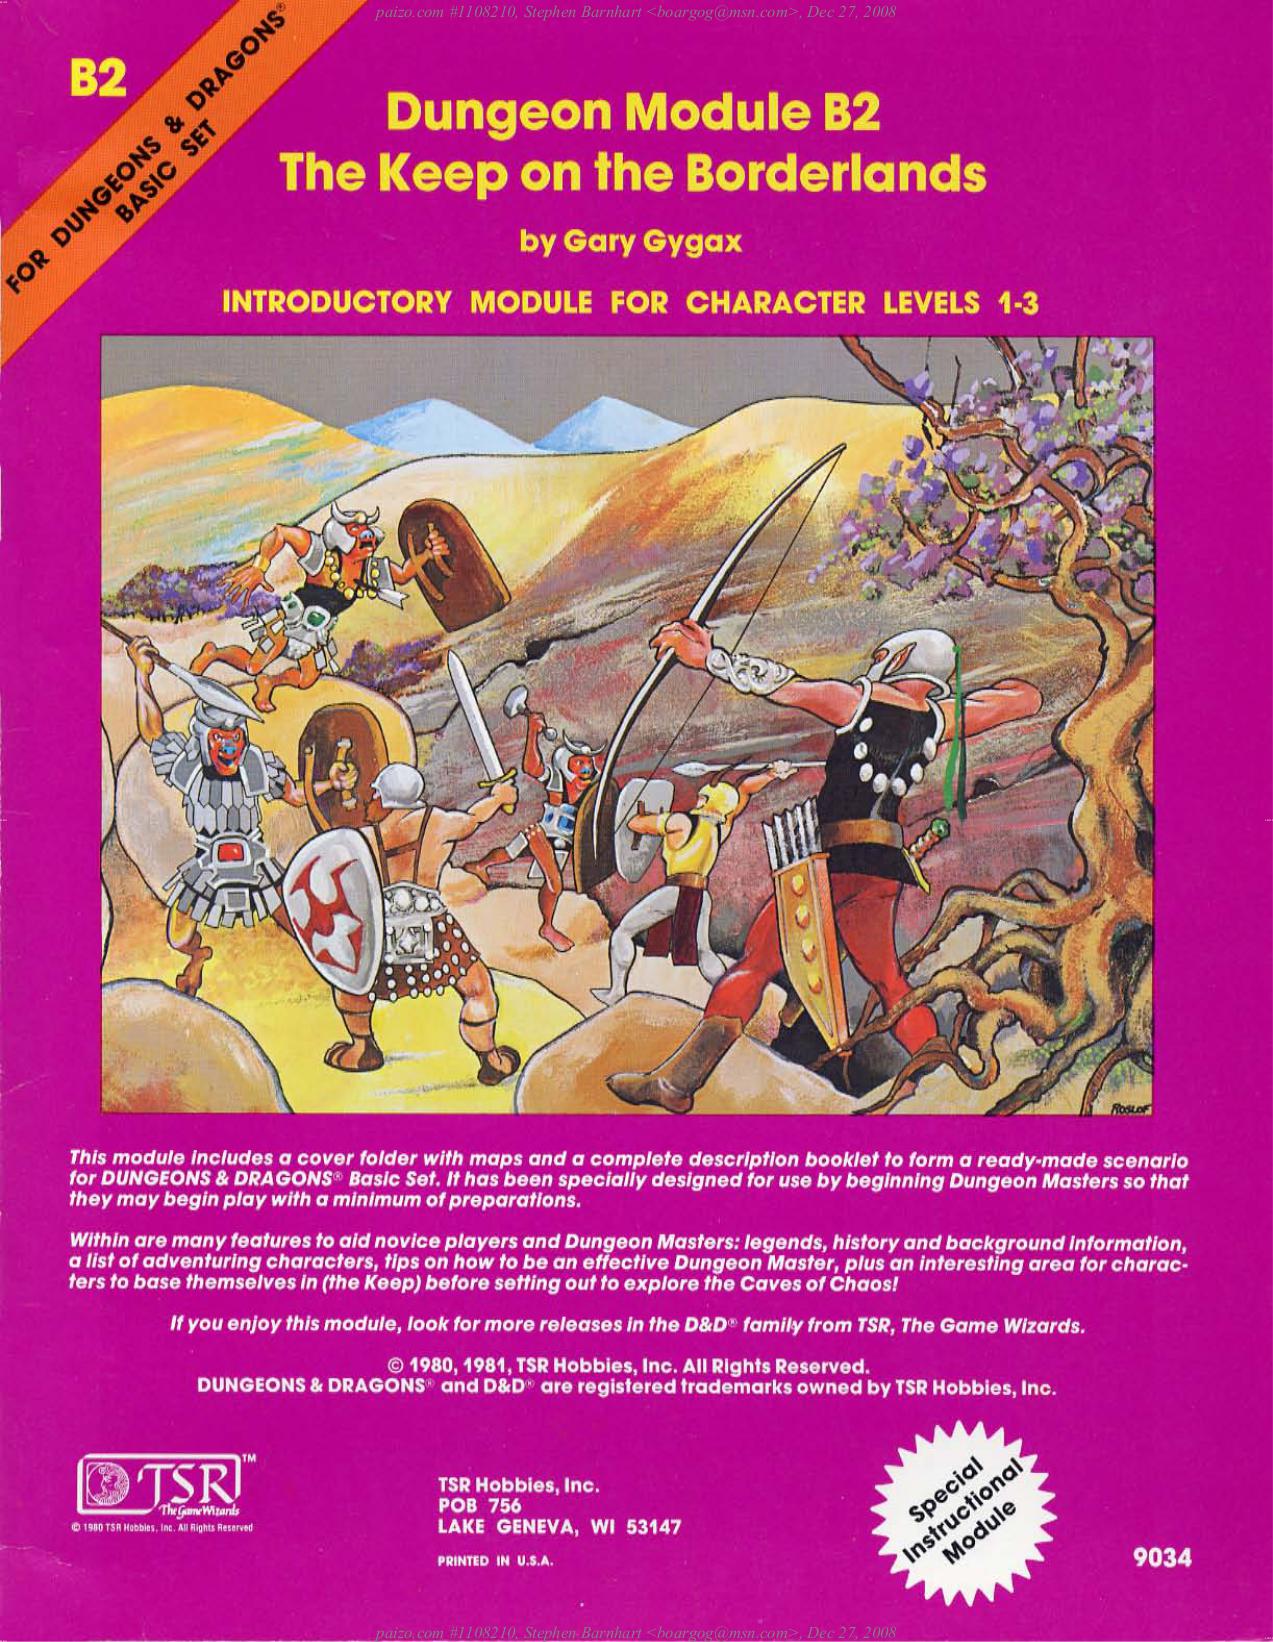 paizo.com #1108210, Stephen Barnhart <boargog@msn.com>, Dec 27, 2008
B2
FOR DUNGEONS & DRAGONS®
BASIC SET
Dungeon Module B2
The Keep on the Borderlands
by Gary Gygax
INTRODUCTORY MODULE FOR CHARACTER LEVELS 1-3
ROSLOF
This module includes a cover folder with maps and a complete description booklet to form a ready-made scenario
for DUNGEONS & DRAGONS® Basic Set. It has been specially designed for use by beginning Dungeon Masters so that
they may begin play with a minimum of preparations.
Within are many features to aid novice players and Dungeon Masters: legends, history and background information,
a list of adventuring characters, tips on how to be an effective Dungeon Master, plus an interesting area for charac-
ters to base themselves in (the Keep) before setting out to explore the Caves of Chaos!
If you enjoy this module, look for more releases in the D&D® family from TSR, The Game Wizards.
© 1980, 1981, TSR Hobbies, Inc. All Rights Reserved.
DUNGEONS & DRAGONS® and D&D® are registered trademarks owned by TSR Hobbies, Inc.
TSR™
The Game Wizards
© 1980 TSR Hobbies, Inc. All Rights Reserved
TSR Hobbies, Inc.
POB 756
LAKE GENEVA, WI 53147
PRINTED IN U.S.A.
Special
Instructional
Module
9034
paizo.com #1108210, Stephen Barnhart <boargog@msn.com>, Dec 27, 2008